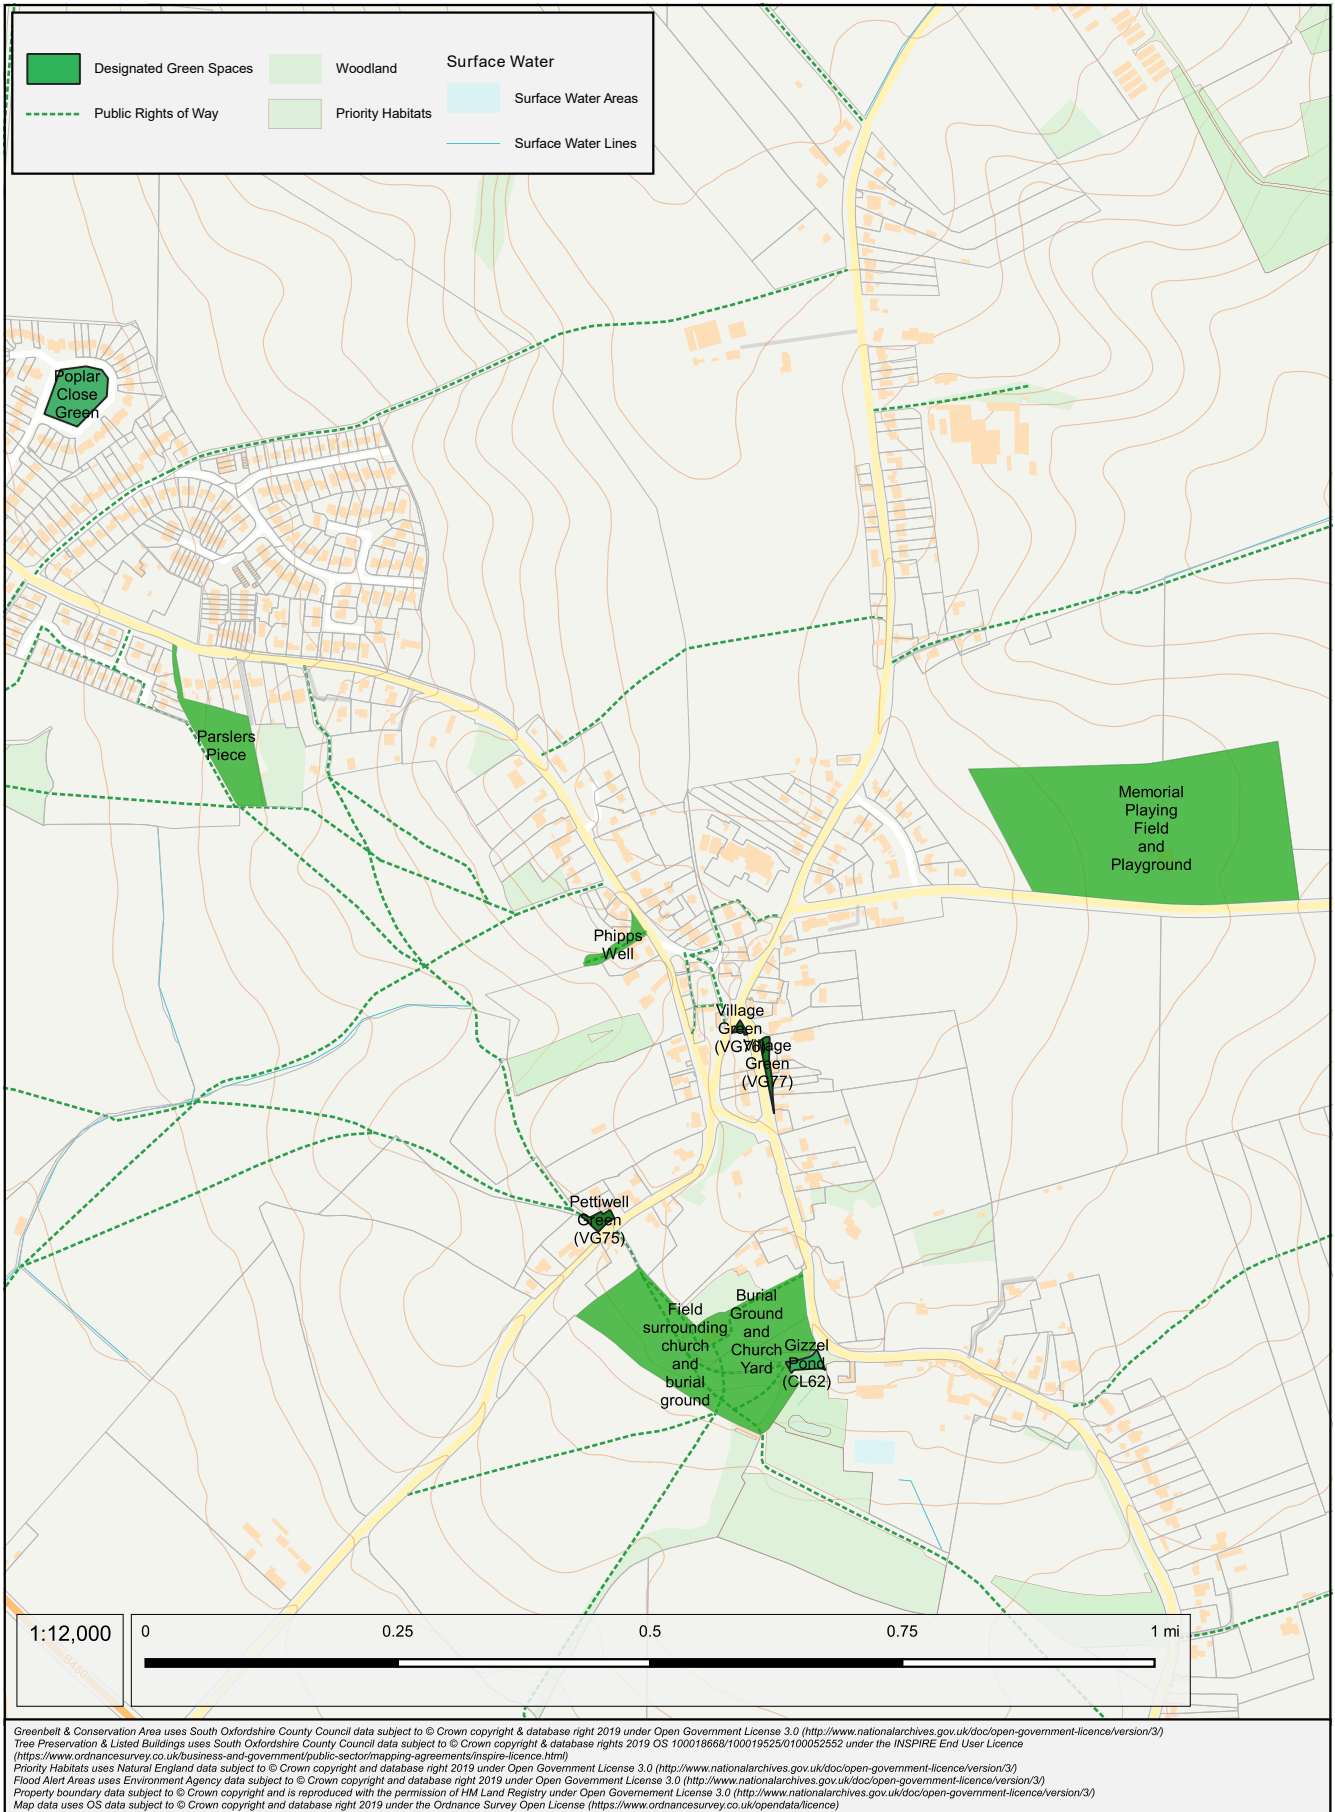 Designated Green Spaces
Public Rights of Way
Woodland
Priority Habitats
Surface Water
Surface Water Areas
Surface Water Lines
Poplar
Close
Green
Parslers
Piece
Memorial
Playing
Field
and
Playground
Phipps
Well
Village
Green
(VG76)
Village
Green
(VG77)
Pettiwell
Green
(VG75)
Field
surrounding
church
and
burial
ground
Burial
Ground
and
Church
Yard
Gizzel
Pond
(CL62)
B480
1:12,000
0 0.25 0.5 0.75 1 mi
Greenbelt & Conservation Area uses South Oxfordshire County Council data subject to © Crown copyright & database right 2019 under Open Government License 3.0 (http://www.nationalarchives.gov.uk/doc/open-government-licence/version/3/)
Tree Preservation & Listed Buildings uses South Oxfordshire County Council data subject to © Crown copyright & database rights 2019 OS 100018668/100019525/0100052552 under the INSPIRE End User Licence
(https://www.ordnancesurvey.co.uk/business-and-government/public-sector/mapping-agreements/inspire-licence.html)
Priority Habitats uses Natural England data subject to © Crown copyright and database right 2019 under Open Government License 3.0 (http://www.nationalarchives.gov.uk/doc/open-government-licence/version/3/)
Flood Alert Areas uses Environment Agency data subject to © Crown copyright and database right 2019 under Open Government License 3.0 (http://www.nationalarchives.gov.uk/doc/open-government-licence/version/3/)
Property boundary data subject to © Crown copyright and is reproduced with the permission of HM Land Registry under Open Governement License 3.0 (http://www.nationalarchives.gov.uk/doc/open-government-licence/version/3/)
Map data uses OS data subject to © Crown copyright and database right 2019 under the Ordnance Survey Open License (https://www.ordnancesurvey.co.uk/opendata/licence)